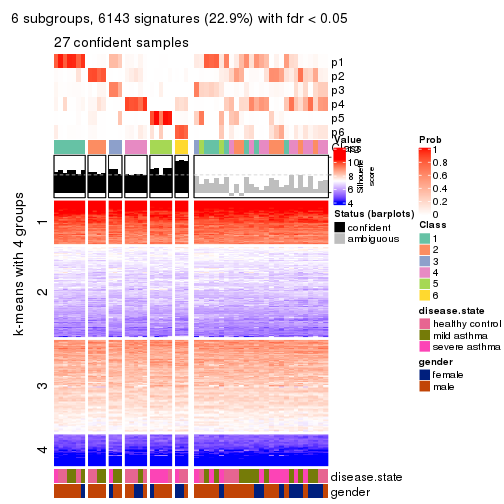 6 subgroups, 6143 signatures (22.9%) with fdr < 0.05
27 confident samples
p1
p2
p3
p4
p5
p6
Class
Value
10
8
6
4
Silhouette
score
Prob
1
0.8
0.6
0.4
0.2
0
Status (barplots)
confident
ambiguous
Class
1
2
3
4
5
6
disease.state
healthy control
mild asthma
severe asthma
gender
female
male
k-means with 4 groups
1
2
3
4
disease.state
gender